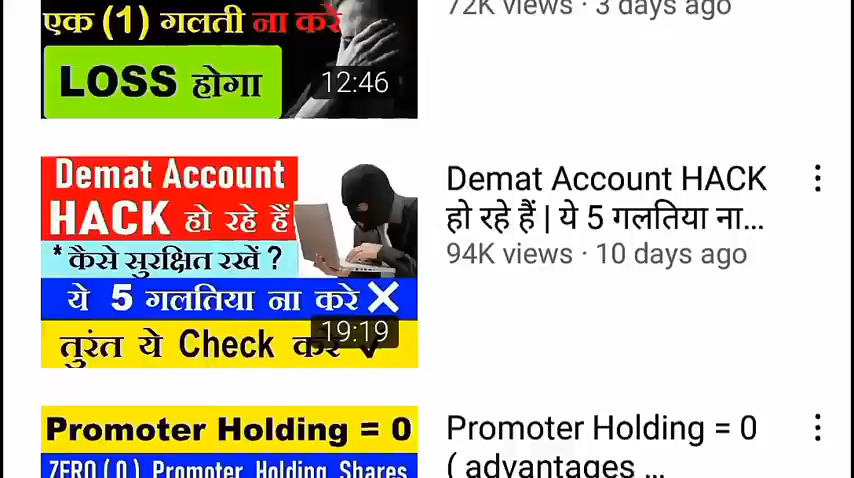 एक (1) गलती ना करे
LOSS होगा
12:46
72K views · 3 days ago
Demat Account
HACK हो रहे हैं
* कैसे सुरक्षित रखें ?
ये 5 गलतिया ना करे
19:19
तुरंत ये Check करे
Demat Account HACK
हो रहे हैं | ये 5 गलतिया ना...
94K views · 10 days ago
Promoter Holding = 0
ZERO ( 0 ) Promoter Holding Shares
Promoter Holding = 0
( advantages ...